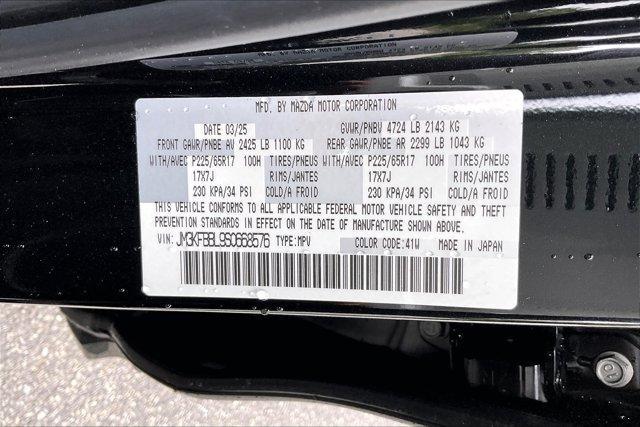 MFD. BY MAZDA MOTOR CORPORATION
DATE 03/25 GVWR/PNBV 4724 LB 2143 KG
FRONT GAWR/PNBE AV 2425 LB 1100 KG REAR GAWR/PNBE AR 2299 LB 1043 KG
WITH/AVEC P225/65R17 100H TIRES/PNEUS WITH/AVEC P225/65R17 100H TIRES/PNEUS
17X7J RIMS/JANTES 17X7J RIMS/JANTES
230 KPA/34 PSI COLD/A FROID 230 KPA/34 PSI COLD/A FROID
THIS VEHICLE CONFORMS TO ALL APPLICABLE FEDERAL MOTOR VEHICLE SAFETY AND THEFT
PREVENTION STANDARDS IN EFFECT ON THE DATE OF MANUFACTURE SHOWN ABOVE.
VIN: JM3KFBBL9S0668576 TYPE:MPV COLOR CODE:41W MADE IN JAPAN